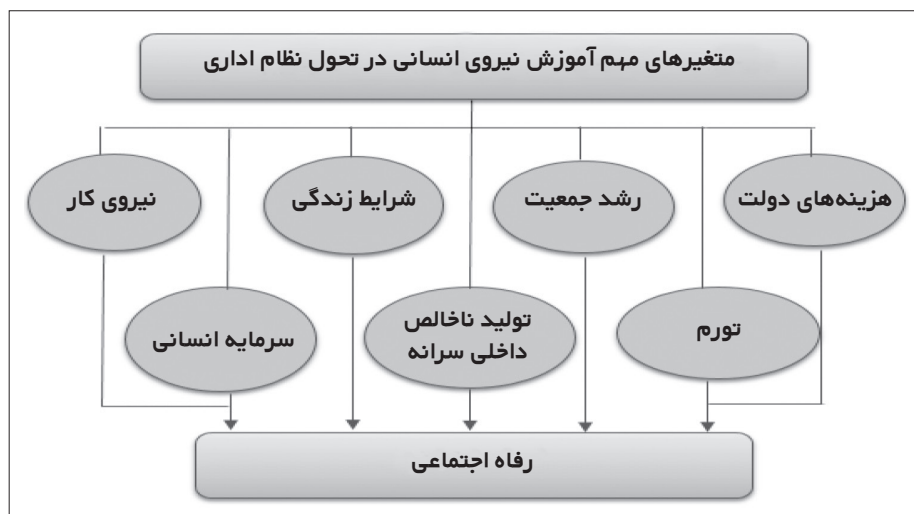 متغیرهای مهم آموزش نیروی انسانی در تحول نظام اداری
هزینه‌های دولت
رشد جمعیت
شرایط زندگی
نیروی کار
تورم
تولید ناخالص
داخلی سرانه
سرمایه انسانی
رفاه اجتماعی